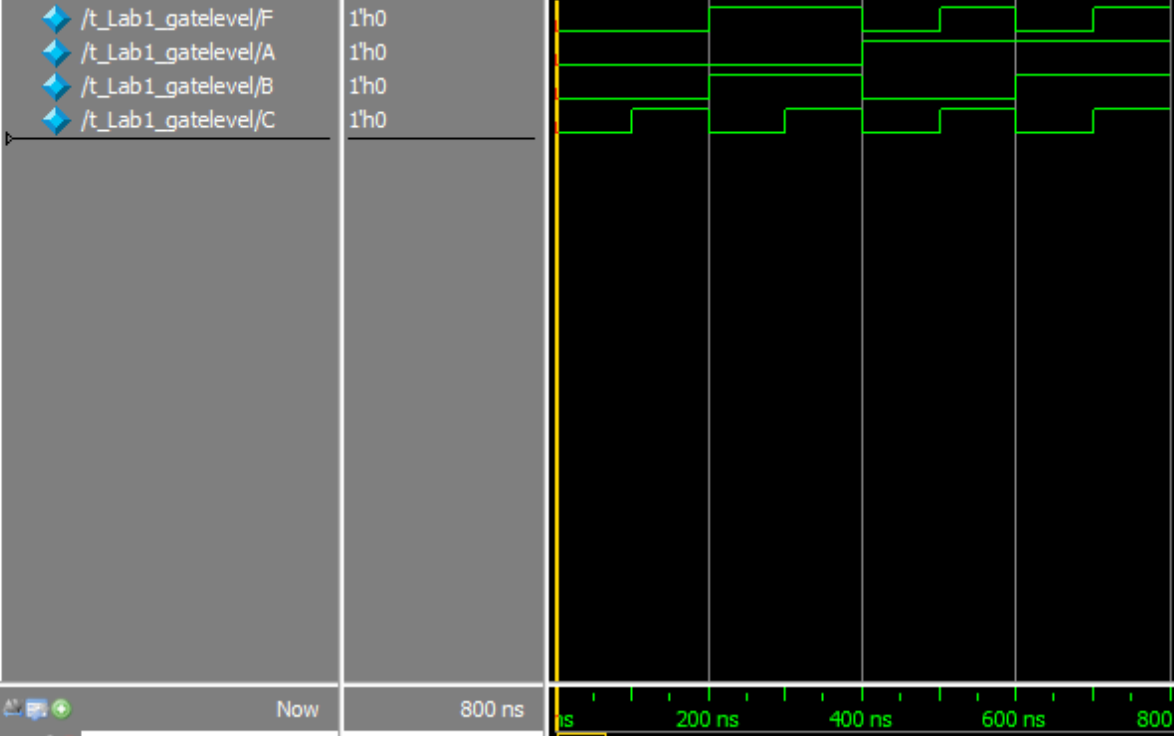 /t_Lab1_gatelevel/F 1'h0
/t_Lab1_gatelevel/A 1'h0
/t_Lab1_gatelevel/B 1'h0
/t_Lab1_gatelevel/C 1'h0
Now 800 ns ns 200 ns 400 ns 600 ns 800